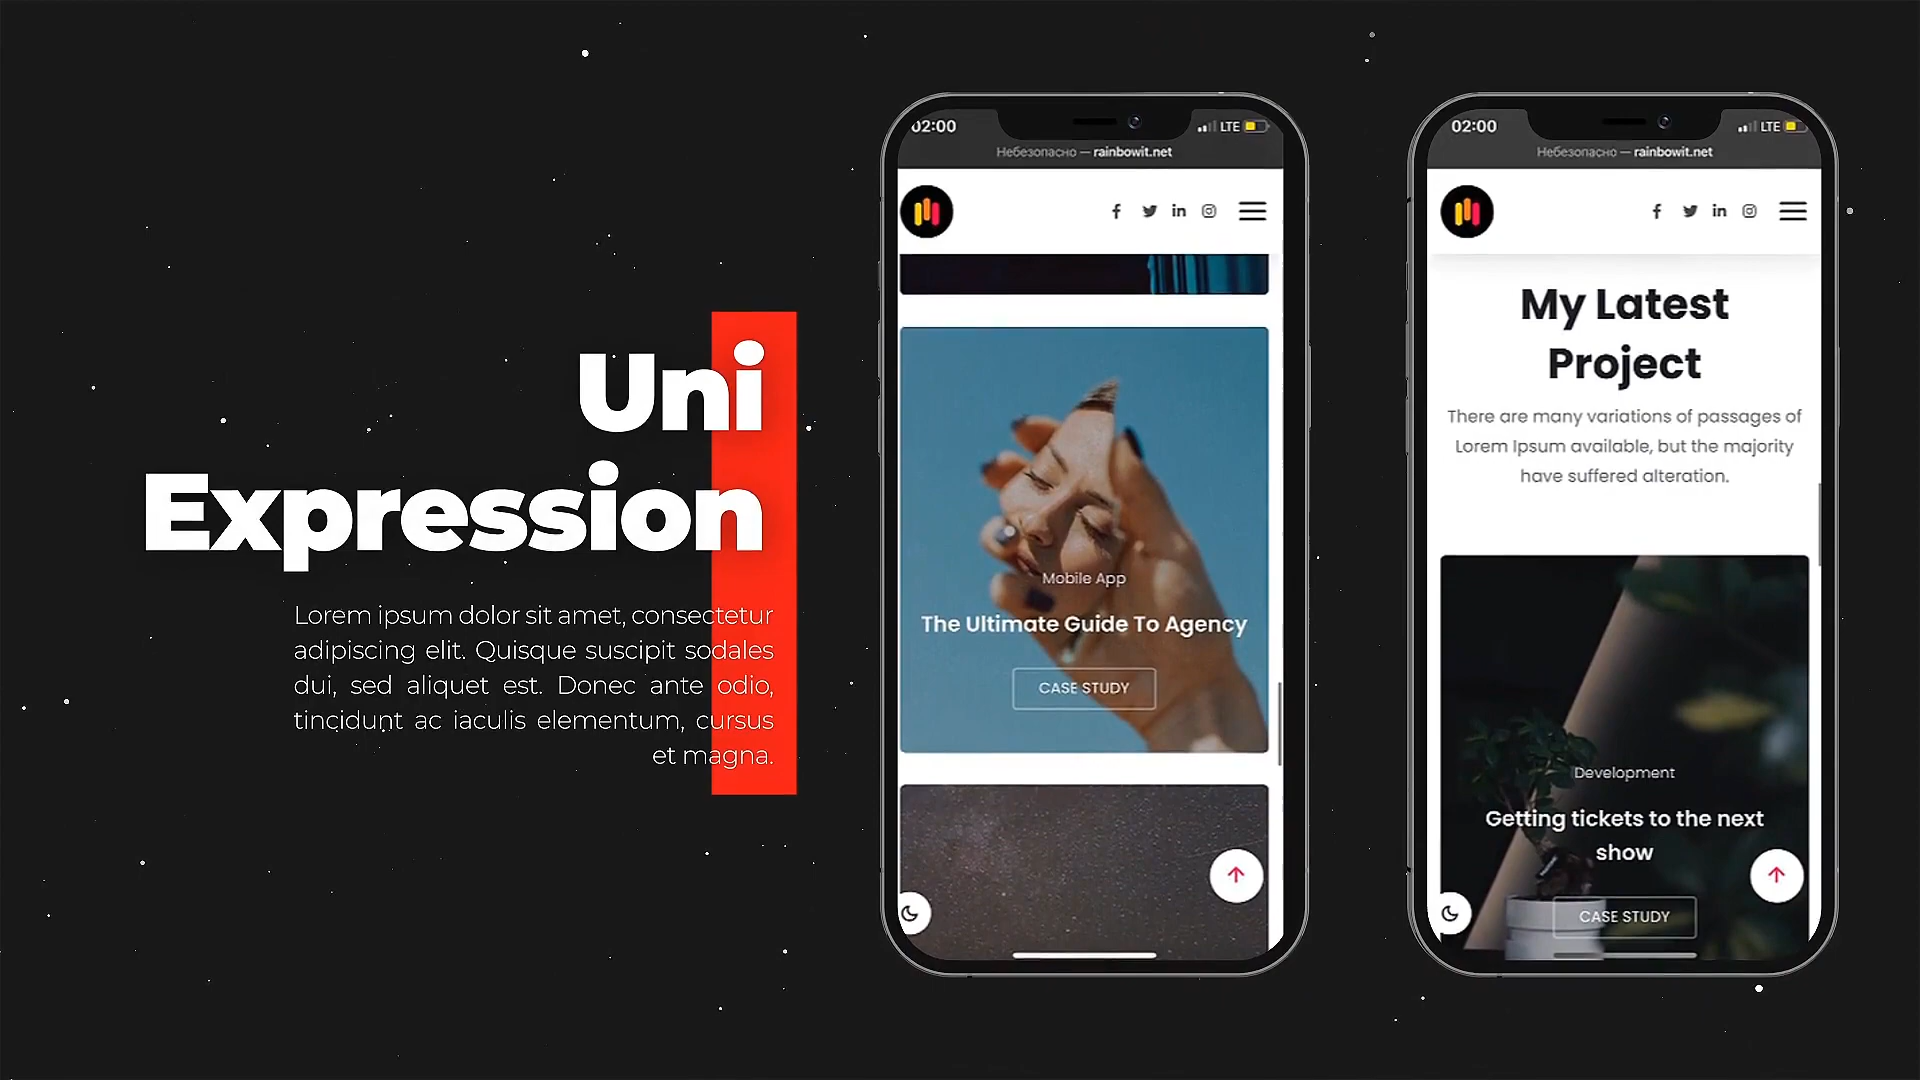 Uni
Expression
Lorem ipsum dolor sit amet, consectetur
adipiscing elit. Quisque suscipit sodales
dui, sed aliquet est. Donec ante odio,
tincidunt ac iaculis elementum, cursus
et magna.
02:00
LTE
Небезопасно — rainbowit.net
Mobile App
The Ultimate Guide To Agency
CASE STUDY
02:00
LTE
Небезопасно — rainbowit.net
My Latest
Project
There are many variations of passages of
Lorem Ipsum available, but the majority
have suffered alteration.
Development
Getting tickets to the next
show
CASE STUDY